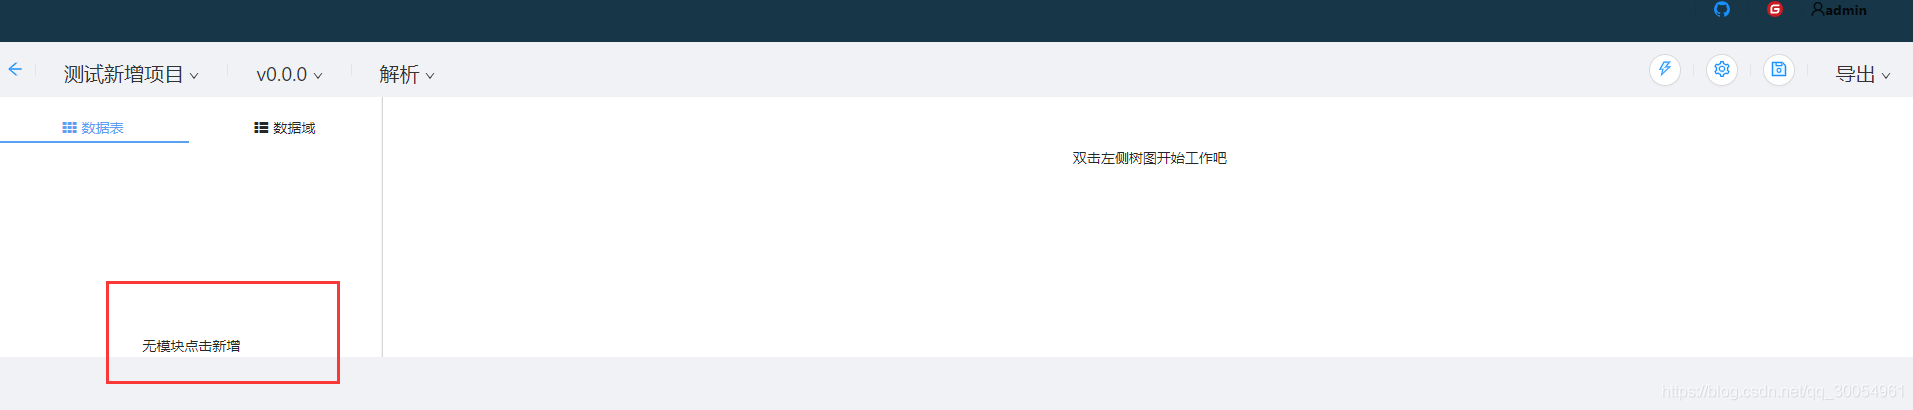 admin
测试新增项目 v0.0.0 解析 导出
数据表 数据域
双击左侧树图开始工作吧
无模块点击新增
https://blog.csdn.net/qq_30054961